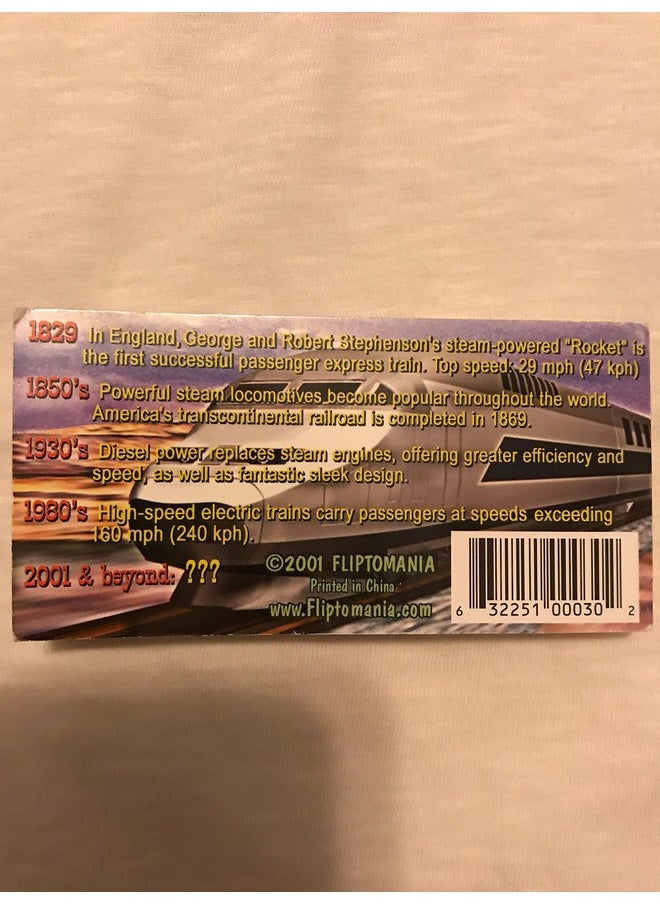 1829 In England, George and Robert Stephenson's steam-powered "Rocket" is
the first successful passenger express train. Top speed: 29 mph (47 kph)
1850's Powerful steam locomotives become popular throughout the world.
America's transcontinental railroad is completed in 1869.
1930's Diesel power replaces steam engines, offering greater efficiency and
speed, as well as fantastic sleek design.
1980's High-speed electric trains carry passengers at speeds exceeding
160 mph (240 kph).
2001 & beyond: ???
©2001 FLIPTOMANIA
Printed in China
www.Fliptomania.com
6 32251 00030 2